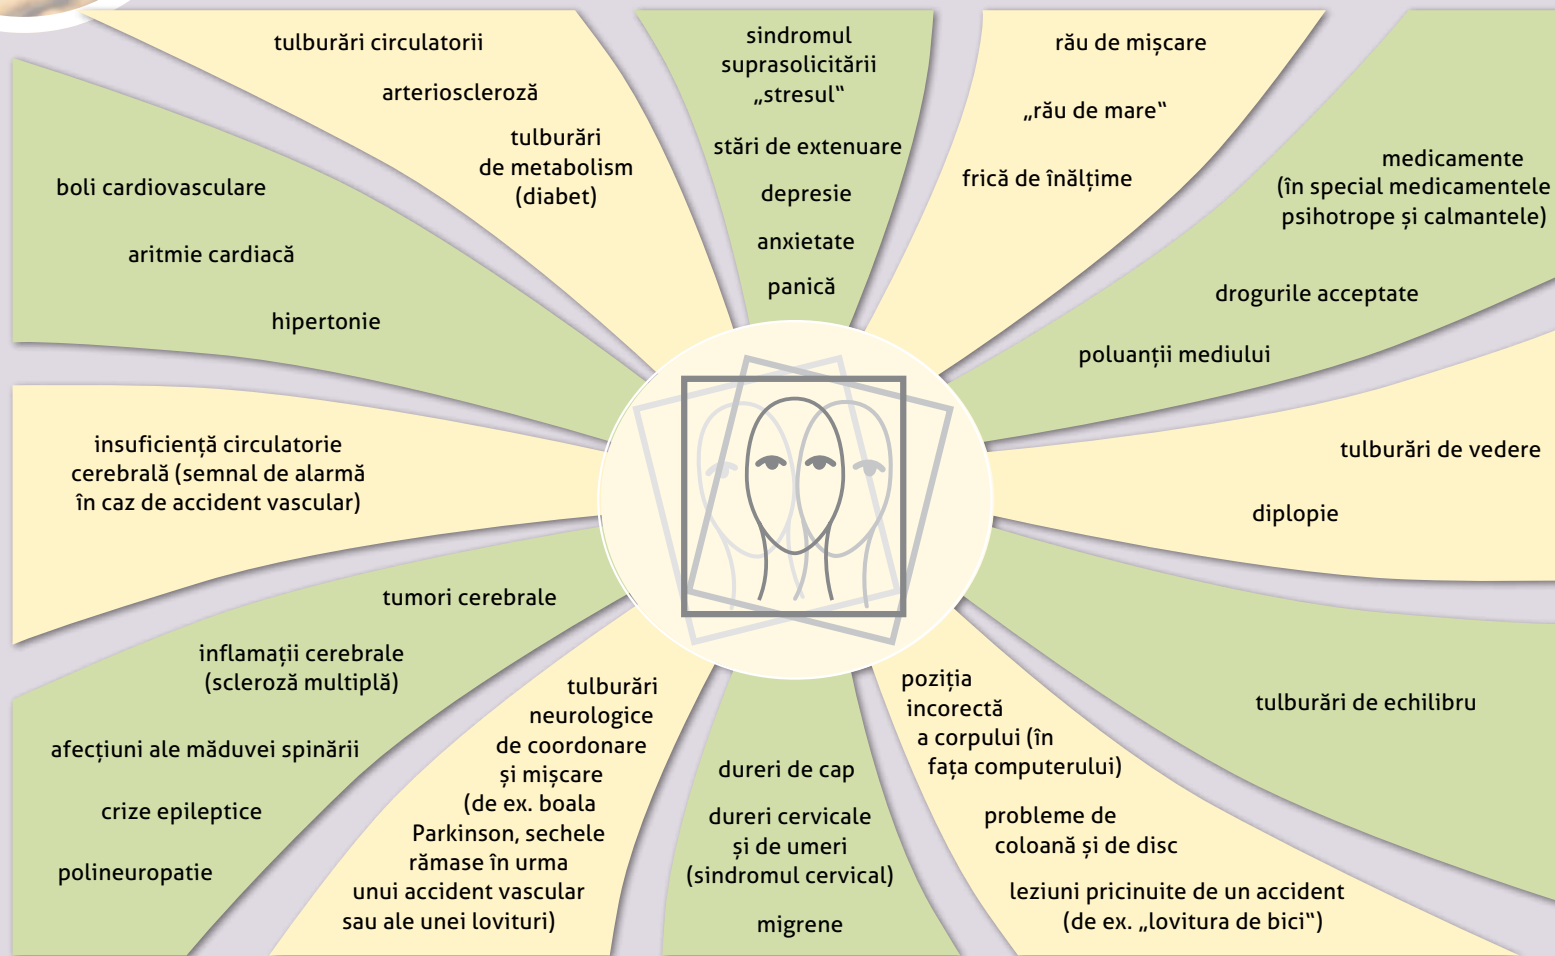 tulburări circulatorii
arterioscleroză
tulburări
de metabolism
(diabet)
sindromul
suprasolicitării
„stresul“
stări de extenuare
depresie
anxietate
panică
rău de mișcare
„rău de mare“
frică de înălțime
medicamente
(în special medicamentele
psihotrope și calmantele)
drogurile acceptate
poluanții mediului
boli cardiovasculare
aritmie cardiacă
hipertonie
tulburări de vedere
diplopie
insuficiență circulatorie
cerebrală (semnal de alarmă
în caz de accident vascular)
tulburări de echilibru
tumori cerebrale
inflamații cerebrale
(scleroză multiplă)
afecțiuni ale măduvei spinării
crize epileptice
polineuropatie
tulburări
neurologice
de coordonare
și mișcare
(de ex. boala
Parkinson, sechele
rămase în urma
unui accident vascular
sau ale unei lovituri)
dureri de cap
dureri cervicale
și de umeri
(sindromul cervical)
migrene
poziția
incorectă
a corpului (în
fața computerului)
probleme de
coloană și de disc
leziuni pricinuite de un accident
(de ex. „lovitura de bici“)